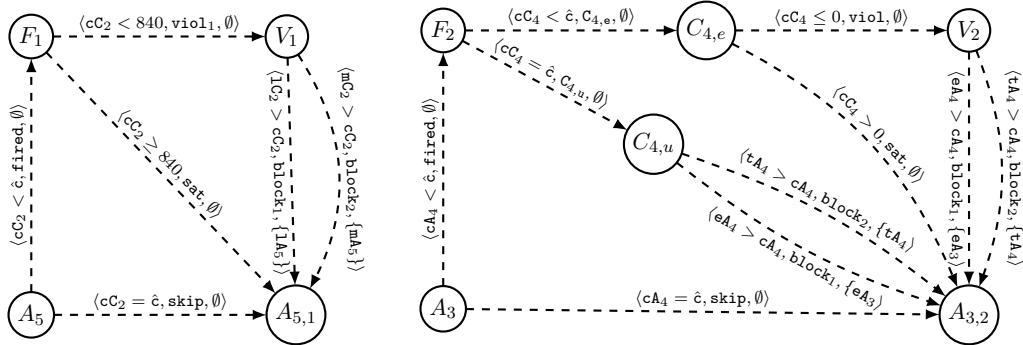 F₁
⟨cC₂ < 840, viol₁, ∅⟩
V₁
⟨cC₂ < ĉ, fired, ∅⟩
⟨cC₂ ≥ 840, sat, ∅⟩
⟨lC₂ > cC₂, block₁, {lA₅}⟩
⟨mC₂ > cC₂, block₂, {mA₅}⟩
A₅
⟨cC₂ = ĉ, skip, ∅⟩
A₅,₁
F₂
⟨cC₄ < ĉ, C₄,ₑ, ∅⟩
C₄,ₑ
⟨cC₄ ≤ 0, viol, ∅⟩
V₂
⟨cC₄ = ĉ, C₄,ᵤ, ∅⟩
C₄,ᵤ
⟨cA₄ < ĉ, fired, ∅⟩
⟨cC₄ > 0, sat, ∅⟩
⟨tA₄ > cA₄, block₂, {tA₄⟩
⟨eA₄ > cA₄, block₁, {eA₃⟩
⟨eA₄ > cA₄, block₁, {eA₃⟩
⟨tA₄ > cA₄, block₂, {tA₄⟩
A₃
⟨cA₄ = ĉ, skip, ∅⟩
A₃,₂